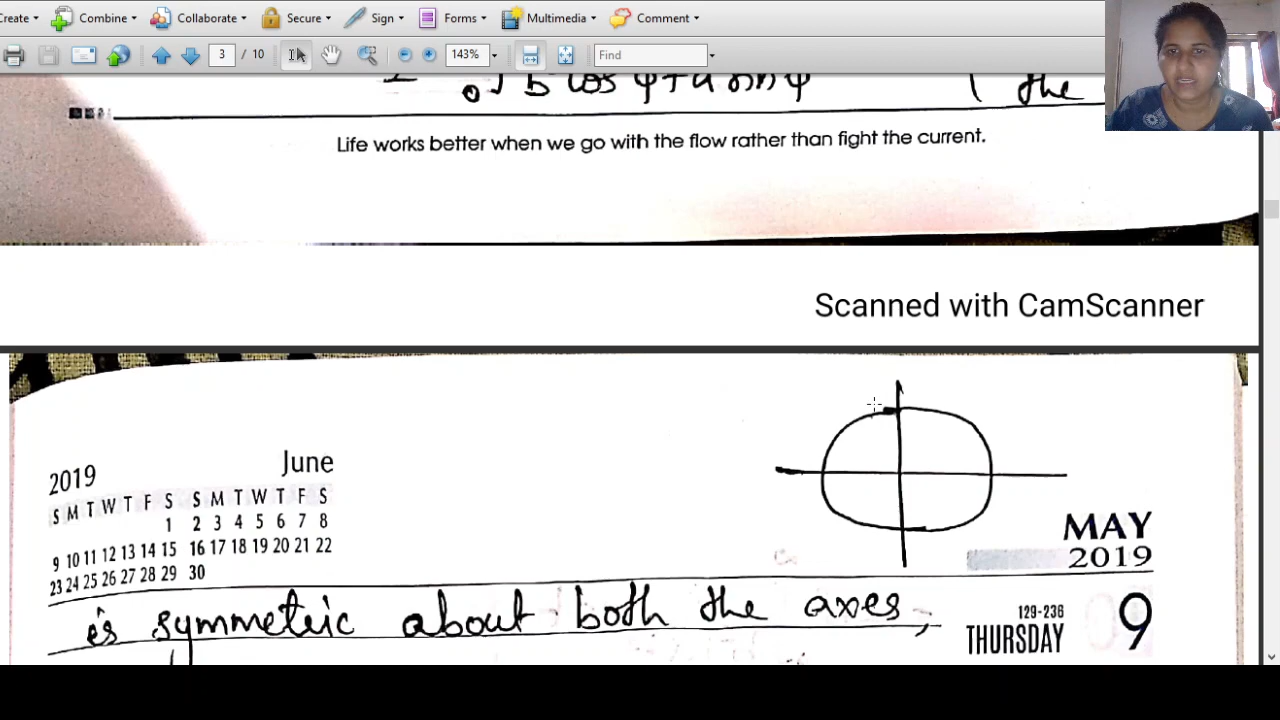 Create Combine Collaborate Secure Sign Forms Multimedia Comment
3 / 10 143% Find
the
Life works better when we go with the flow rather than fight the current.
Scanned with CamScanner
2019 June
S M T W T F S S M T W T F S
1 2 3 4 5 6 7 8
9 10 11 12 13 14 15 16 17 18 19 20 21 22
23 24 25 26 27 28 29 30
MAY
2019
is symmetric about both the axes,
129-236
THURSDAY
9